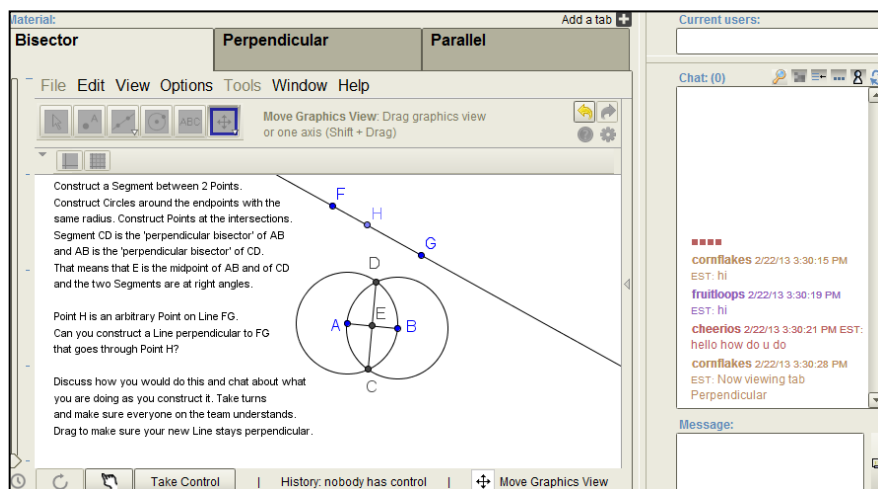 Material:
Add a tab
Current users:
Bisector
Perpendicular
Parallel
File Edit View Options Tools Window Help
Chat: (0)
ABC
Move Graphics View: Drag graphics view
or one axis (Shift + Drag)
Construct a Segment between 2 Points.
Construct Circles around the endpoints with the
same radius. Construct Points at the intersections.
Segment CD is the 'perpendicular bisector' of AB
and AB is the 'perpendicular bisector' of CD.
That means that E is the midpoint of AB and of CD
and the two Segments are at right angles.
Point H is an arbitrary Point on Line FG.
Can you construct a Line perpendicular to FG
that goes through Point H?
Discuss how you would do this and chat about what
you are doing as you construct it. Take turns
and make sure everyone on the team understands.
Drag to make sure your new Line stays perpendicular.
F
H
G
D
A
E
B
C
cornflakes 2/22/13 3:30:15 PM
EST: hi
fruitloops 2/22/13 3:30:19 PM
EST: hi
cheerios 2/22/13 3:30:21 PM EST:
hello how do u do
cornflakes 2/22/13 3:30:28 PM
EST: Now viewing tab
Perpendicular
Message:
Take Control | History: nobody has control | Move Graphics View